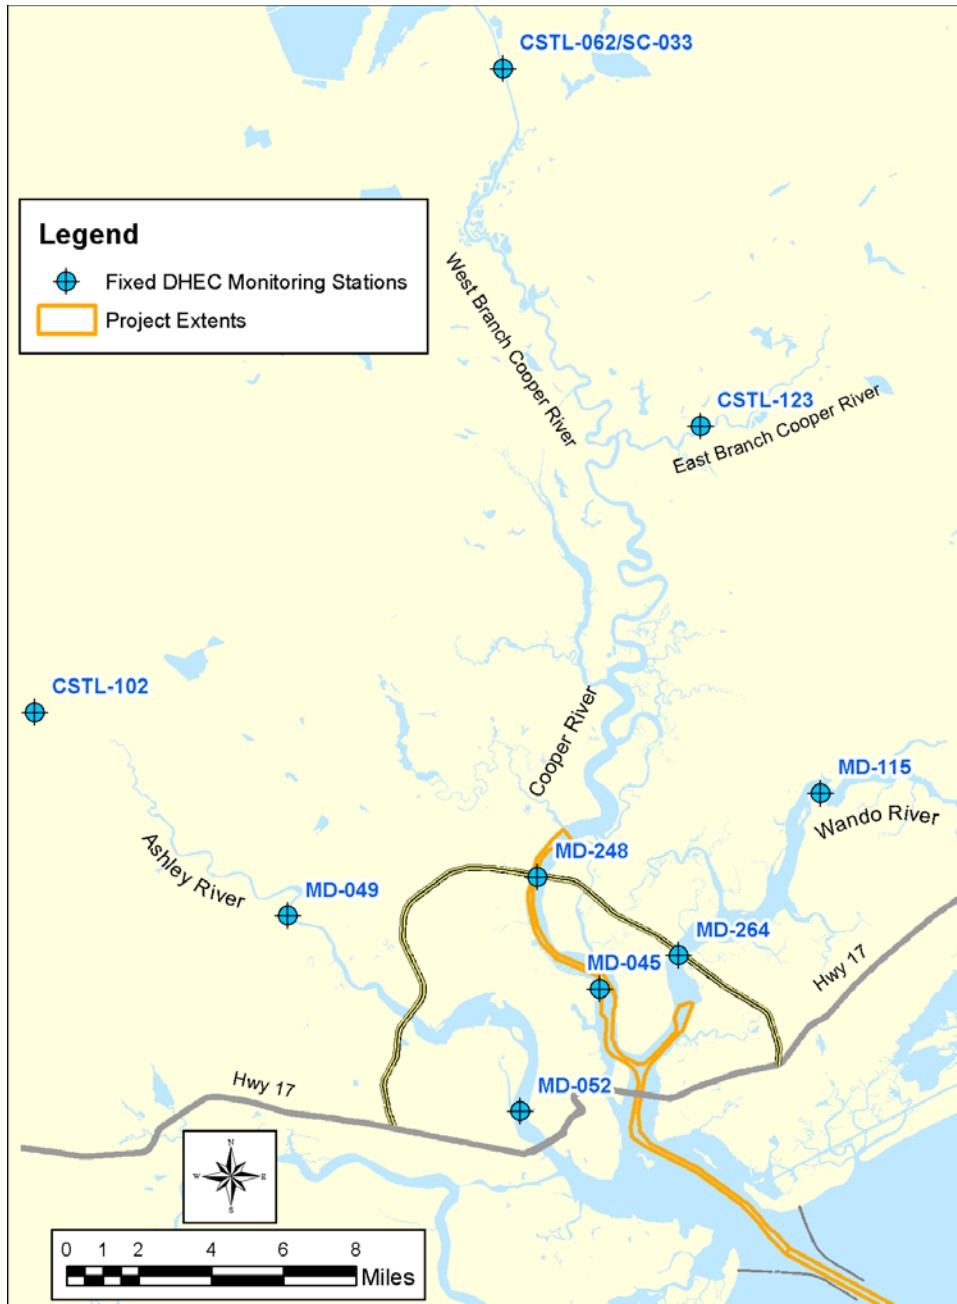 CSTL-062/SC-033
Legend
Fixed DHEC Monitoring Stations
Project Extents
West Branch Cooper River
CSTL-123
East Branch Cooper River
CSTL-102
Cooper River
MD-115
Wando River
MD-248
Ashley River
MD-049
MD-264
MD-045
Hwy 17
Hwy 17
MD-052
N
W E
S
0 1 2 4 6 8
Miles